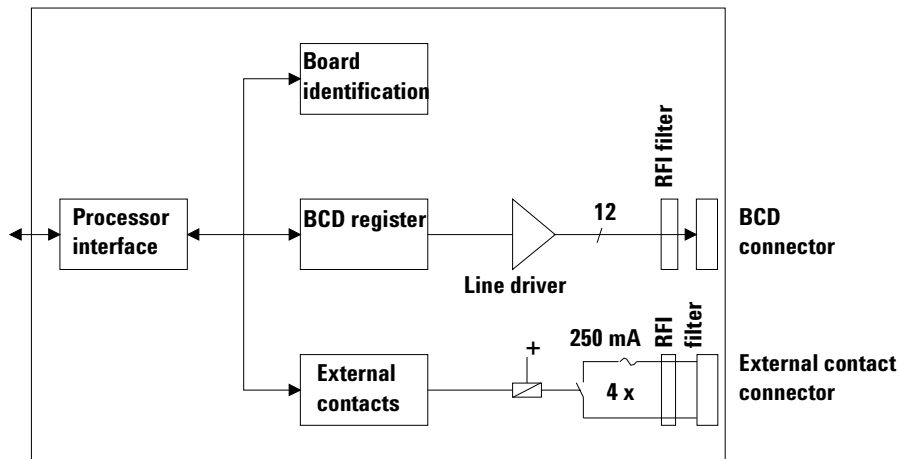 Board
identification
Processor
interface
BCD register
Line driver
12
RFI filter
BCD
connector
External
contacts
+
250 mA
4 x
RFI
filter
External contact
connector